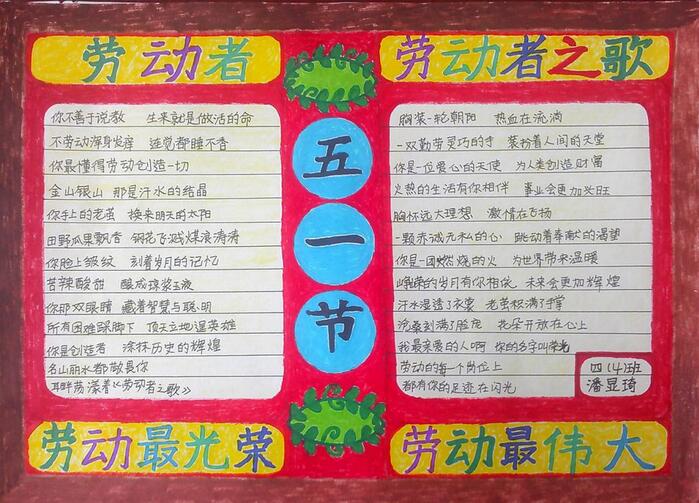 劳动者
你不善于说教 生来就是做活的命
不劳动浑身发痒 连觉都睡不香
你最懂得劳动创造一切
金山银山 那是汗水的结晶
你手上的老茧 换来明天的太阳
田野瓜果飘香 钢花飞溅煤浪涛涛
你脸上皱纹 刻着岁月的记忆
苦辣酸甜 酿成琼浆玉液
你那双眼睛 藏着智慧与聪明
所有困难踩脚下 顶天立地逞英雄
你是创造者 涂抹历史的辉煌
名山丽水都敬畏你
耳畔荡漾着《劳动者之歌》
劳动最光荣
五一节
劳动者之歌
胸装一轮朝阳 热血在流淌
一双勤劳灵巧的手 装扮着人间的天堂
你是一位爱心的天使 为人类创造财富
火热的生活有你相伴 事业会更加兴旺
胸怀远大理想 激情在飞扬
一颗赤诚无私的心 跳动着奉献的渴望
你是一团燃烧的火 为世界带来温暖
峥嵘的岁月有你相伴 未来会更加辉煌
汗水湿透了衣裳 老茧积满了手掌
沧桑刻满了脸庞 花朵开放在心上
我最亲爱的人啊 你的名字叫荣光
劳动的每一个岗位上
都有你的足迹在闪光
四(4)班
潘显琦
劳动最伟大